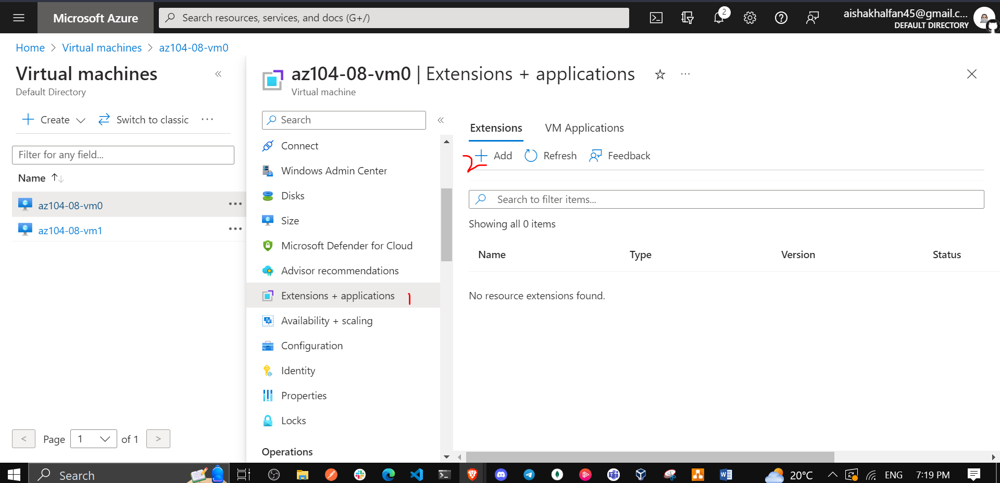 Microsoft Azure
Search resources, services, and docs (G+/)
2
aishakhalfan45@gmail.c...
DEFAULT DIRECTORY
Home > Virtual machines > az104-08-vm0
Virtual machines
Default Directory
Create
Switch to classic
Filter for any field...
Name
az104-08-vm0
az104-08-vm1
< Page 1 of 1 >
az104-08-vm0 | Extensions + applications
Virtual machine
Search
Connect
Windows Admin Center
Disks
Size
Microsoft Defender for Cloud
Advisor recommendations
Extensions + applications 1
Availability + scaling
Configuration
Identity
Properties
Locks
Operations
Extensions VM Applications
2 Add Refresh Feedback
Search to filter items...
Showing all 0 items
Name Type Version Status
No resource extensions found.
Search
20°C ENG 7:19 PM